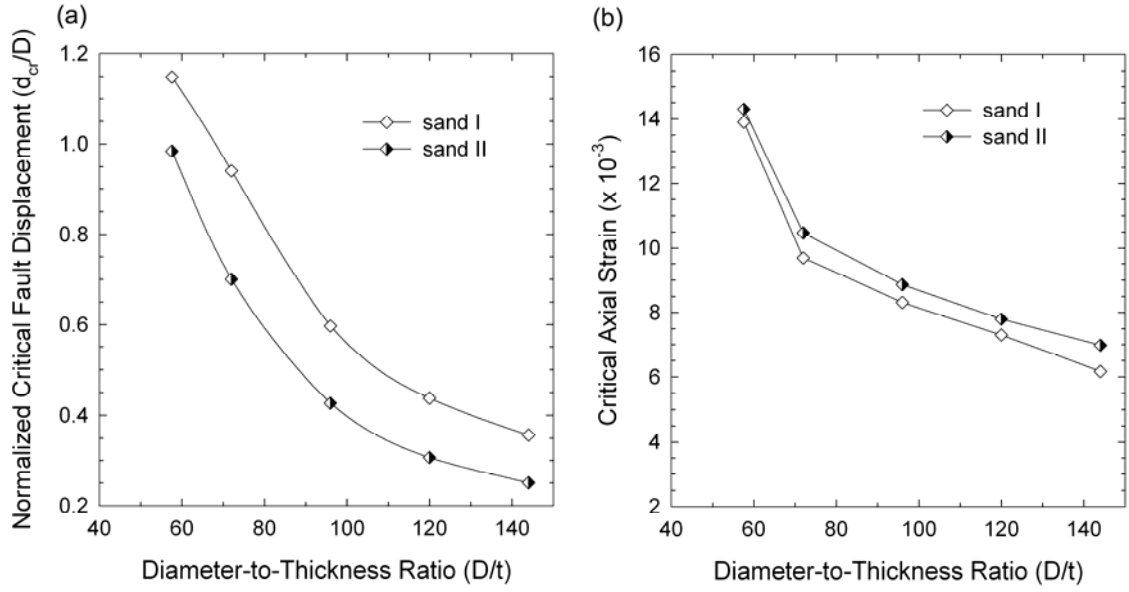 (a)
Normalized Critical Fault Displacement (d_cr/D)
1.2
1.0
0.8
0.6
0.4
0.2
sand I
sand II
40 60 80 100 120 140
Diameter-to-Thickness Ratio (D/t)
(b)
Critical Axial Strain (x 10^-3)
16
14
12
10
8
6
4
2
sand I
sand II
40 60 80 100 120 140
Diameter-to-Thickness Ratio (D/t)